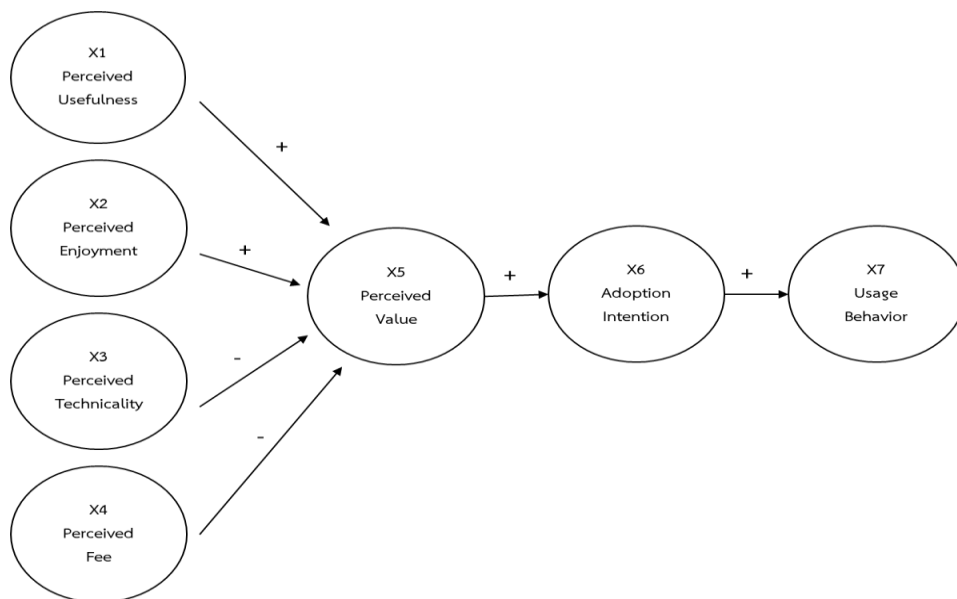 X1
Perceived
Usefulness
+
X2
Perceived
Enjoyment
+
X3
Perceived
Technicality
-
X4
Perceived
Fee
-
X5
Perceived
Value
+
X6
Adoption
Intention
+
X7
Usage
Behavior